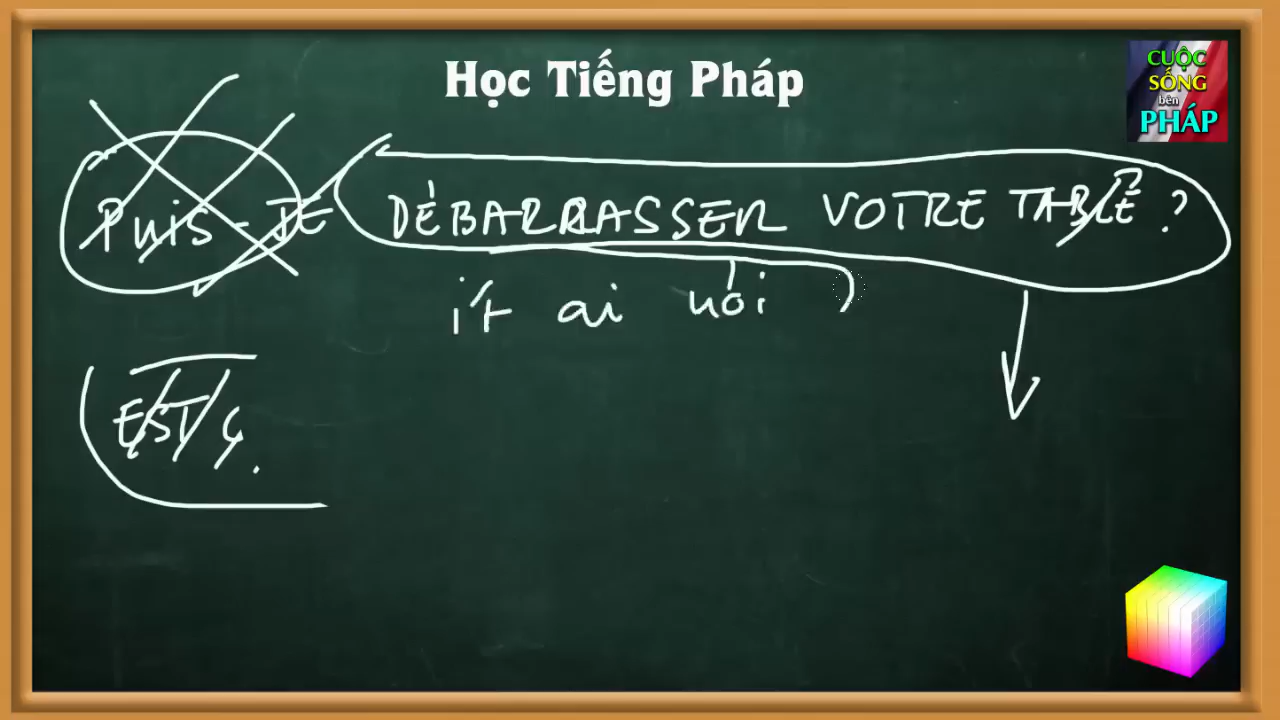 Học Tiếng Pháp
CUỘC
SỐNG
bên
PHÁP
PUIS-JE DÉBARRASSER VOTRE TABLE ?
ít ai nói
EST